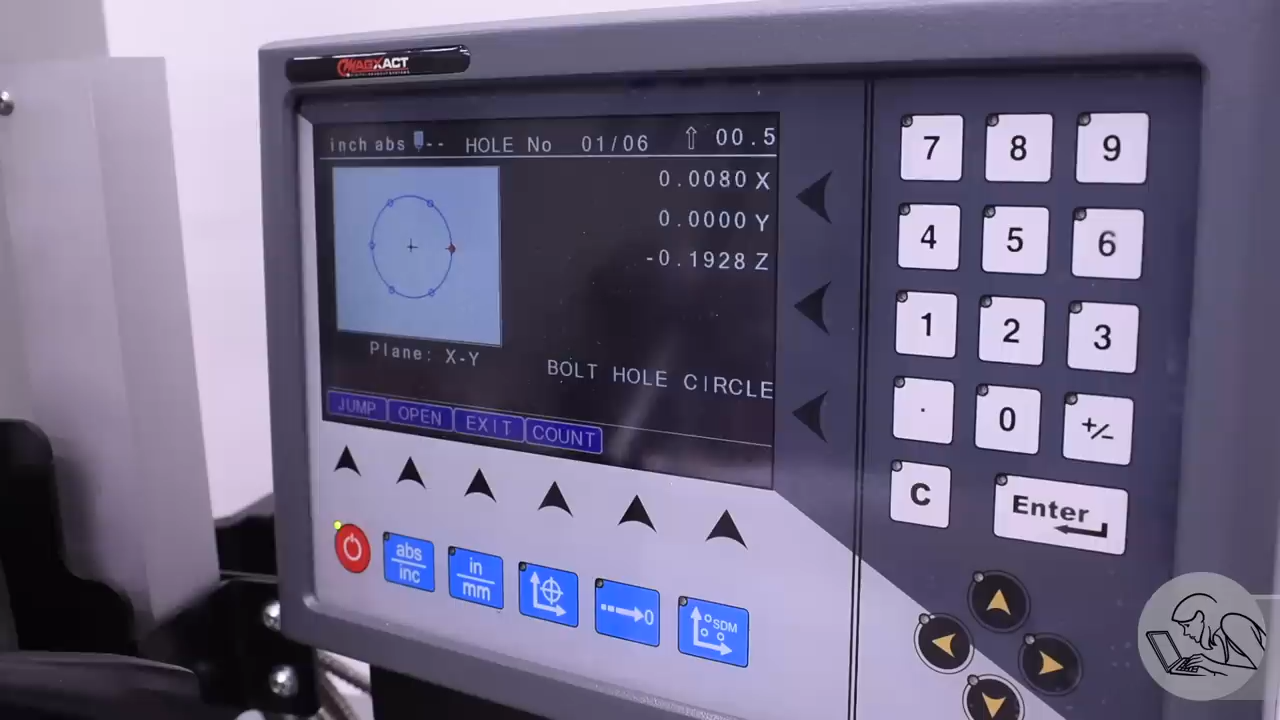 MAGXACT
inch abs -- HOLE No 01/06 ⇧ 00.5
0.0080 X
0.0000 Y
-0.1928 Z
Plane: X-Y
BOLT HOLE CIRCLE
JUMP OPEN EXIT COUNT
7 8 9
4 5 6
1 2 3
. 0 +/-
C Enter
abs
inc
in
mm
0
SDM